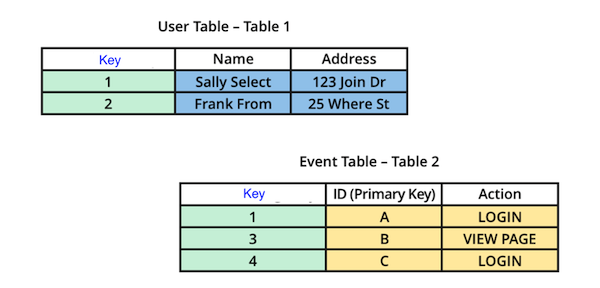 User Table – Table 1
Key Name Address
1 Sally Select 123 Join Dr
2 Frank From 25 Where St
Event Table – Table 2
Key ID (Primary Key) Action
1 A LOGIN
3 B VIEW PAGE
4 C LOGIN